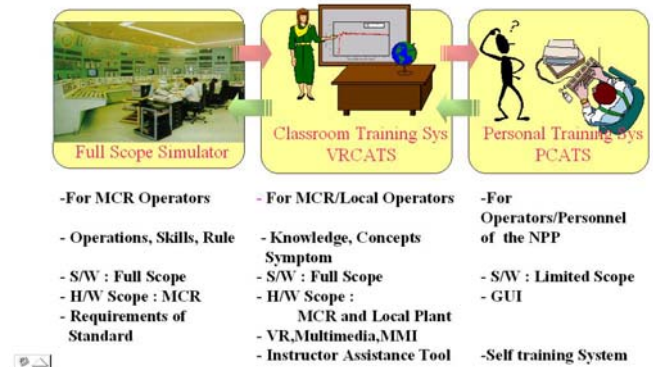 ?
Full Scope Simulator
Classroom Training Sys
VRCATS
Personal Training Sys
PCATS
-For MCR Operators
- Operations, Skills, Rule
- S/W : Full Scope
- H/W Scope : MCR
- Requirements of
Standard
- For MCR/Local Operators
- Knowledge, Concepts
Symptom
- S/W : Full Scope
- H/W Scope :
MCR and Local Plant
- VR,Multimedia,MMI
- Instructor Assistance Tool
-For
Operators/Personnel
of the NPP
- S/W : Limited Scope
- GUI
-Self training System